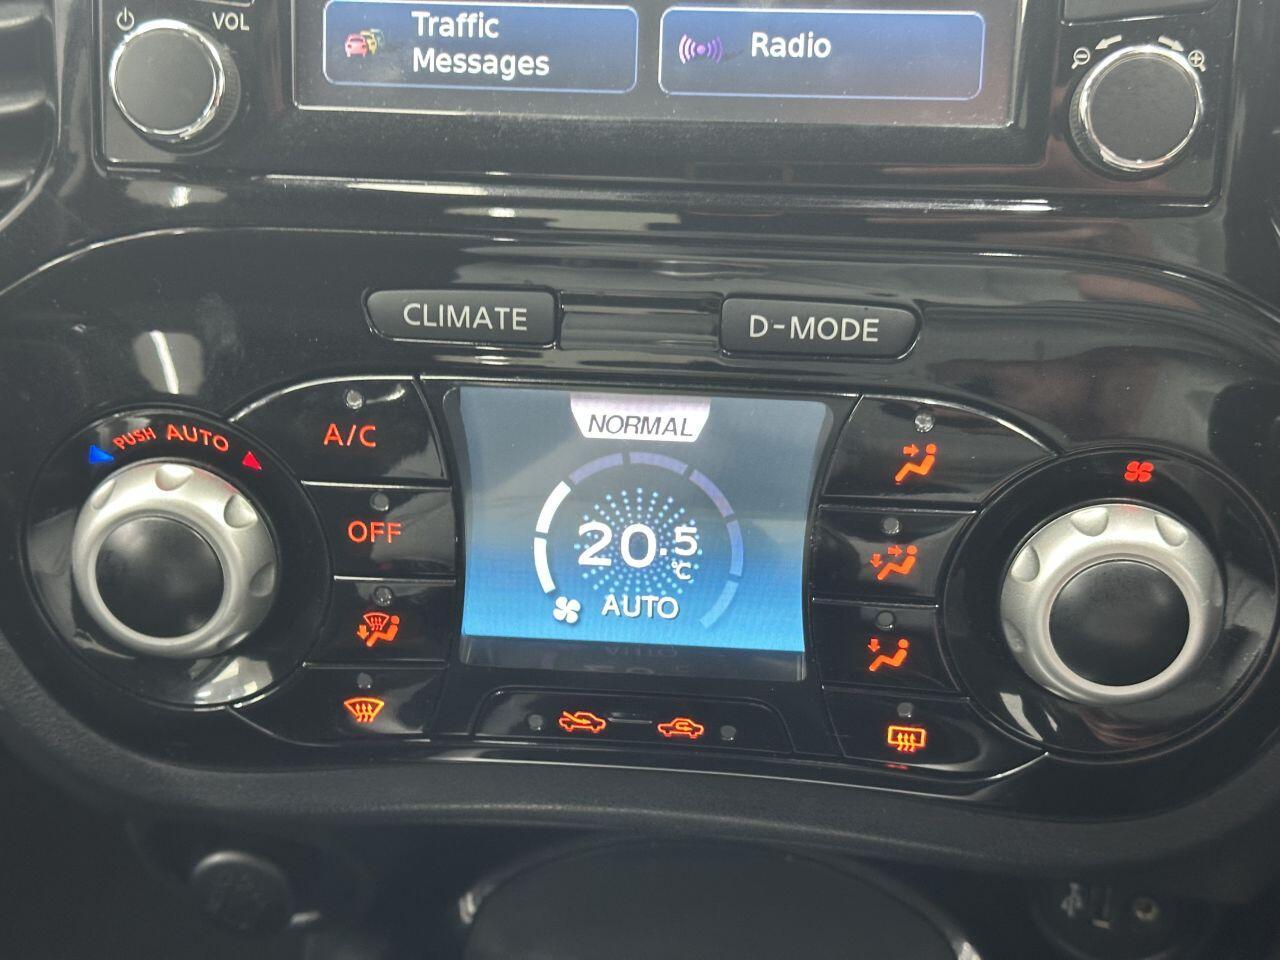 VOL
Traffic
Messages
Radio
CLIMATE
D-MODE
PUSH AUTO
A/C
OFF
NORMAL
20.5
°C
AUTO